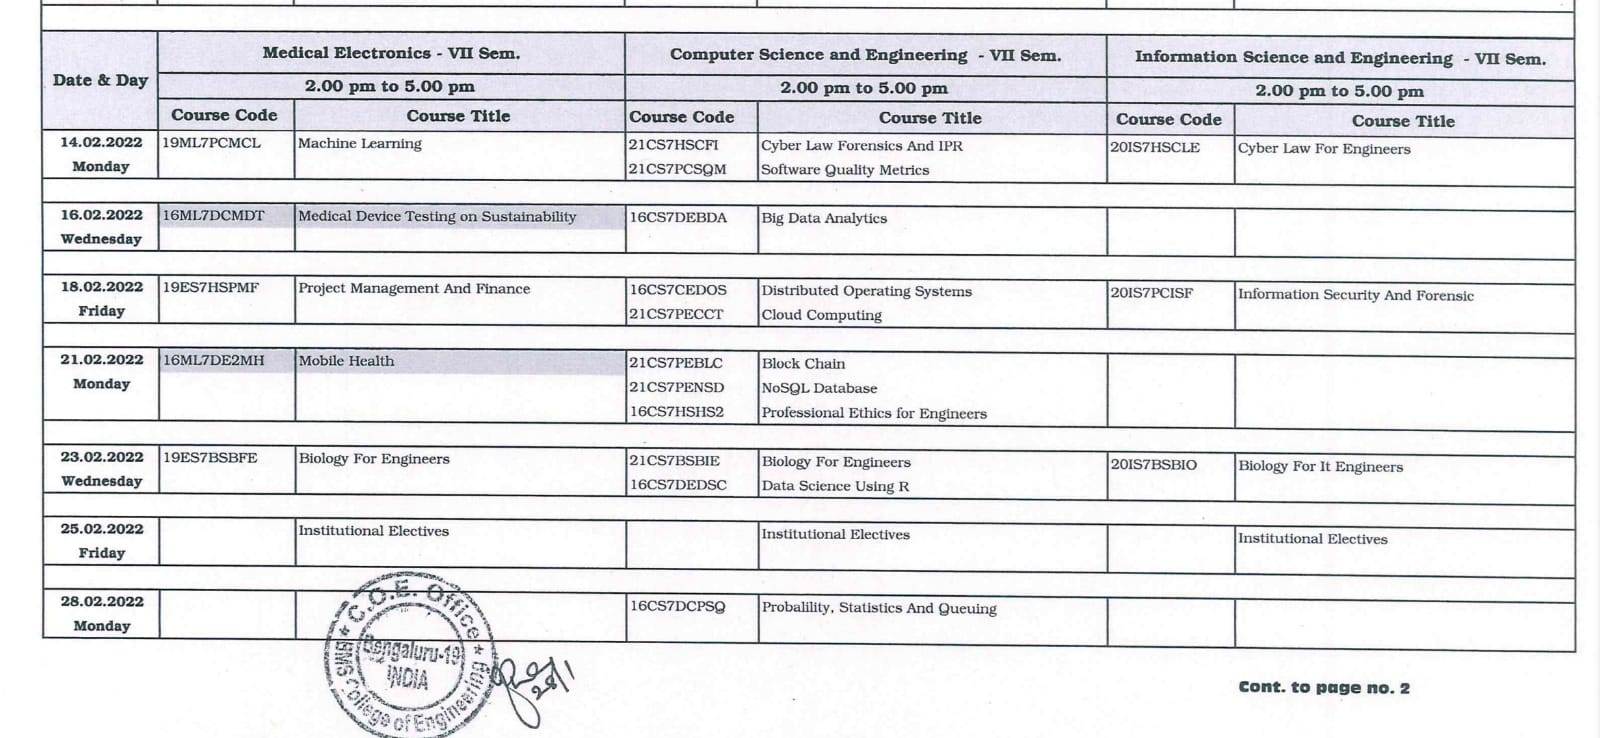 Medical Electronics - VII Sem.
Computer Science and Engineering - VII Sem.
Information Science and Engineering - VII Sem.
Date & Day
2.00 pm to 5.00 pm
2.00 pm to 5.00 pm
2.00 pm to 5.00 pm
Course Code
Course Title
Course Code
Course Title
Course Code
Course Title
14.02.2022
Monday
19ML7PCMCL
Machine Learning
21CS7HSCFI
Cyber Law Forensics And IPR
21CS7PCSQM
Software Quality Metrics
20IS7HSCLE
Cyber Law For Engineers
16.02.2022
Wednesday
16ML7DCMDT
Medical Device Testing on Sustainability
16CS7DEBDA
Big Data Analytics
18.02.2022
Friday
19ES7HSPMF
Project Management And Finance
16CS7CEDOS
Distributed Operating Systems
21CS7PECCT
Cloud Computing
20IS7PCISF
Information Security And Forensic
21.02.2022
Monday
16ML7DE2MH
Mobile Health
21CS7PEBLC
Block Chain
21CS7PENSD
NoSQL Database
16CS7HSHS2
Professional Ethics for Engineers
23.02.2022
Wednesday
19ES7BSBFE
Biology For Engineers
21CS7BSBIE
Biology For Engineers
16CS7DEDSC
Data Science Using R
20IS7BSBIO
Biology For It Engineers
25.02.2022
Friday
Institutional Electives
Institutional Electives
Institutional Electives
28.02.2022
Monday
16CS7DCPSQ
Probalility, Statistics And Queuing
C.O.E. Office
BMS College of Engineering
Bengaluru-19
INDIA
Cont. to page no. 2